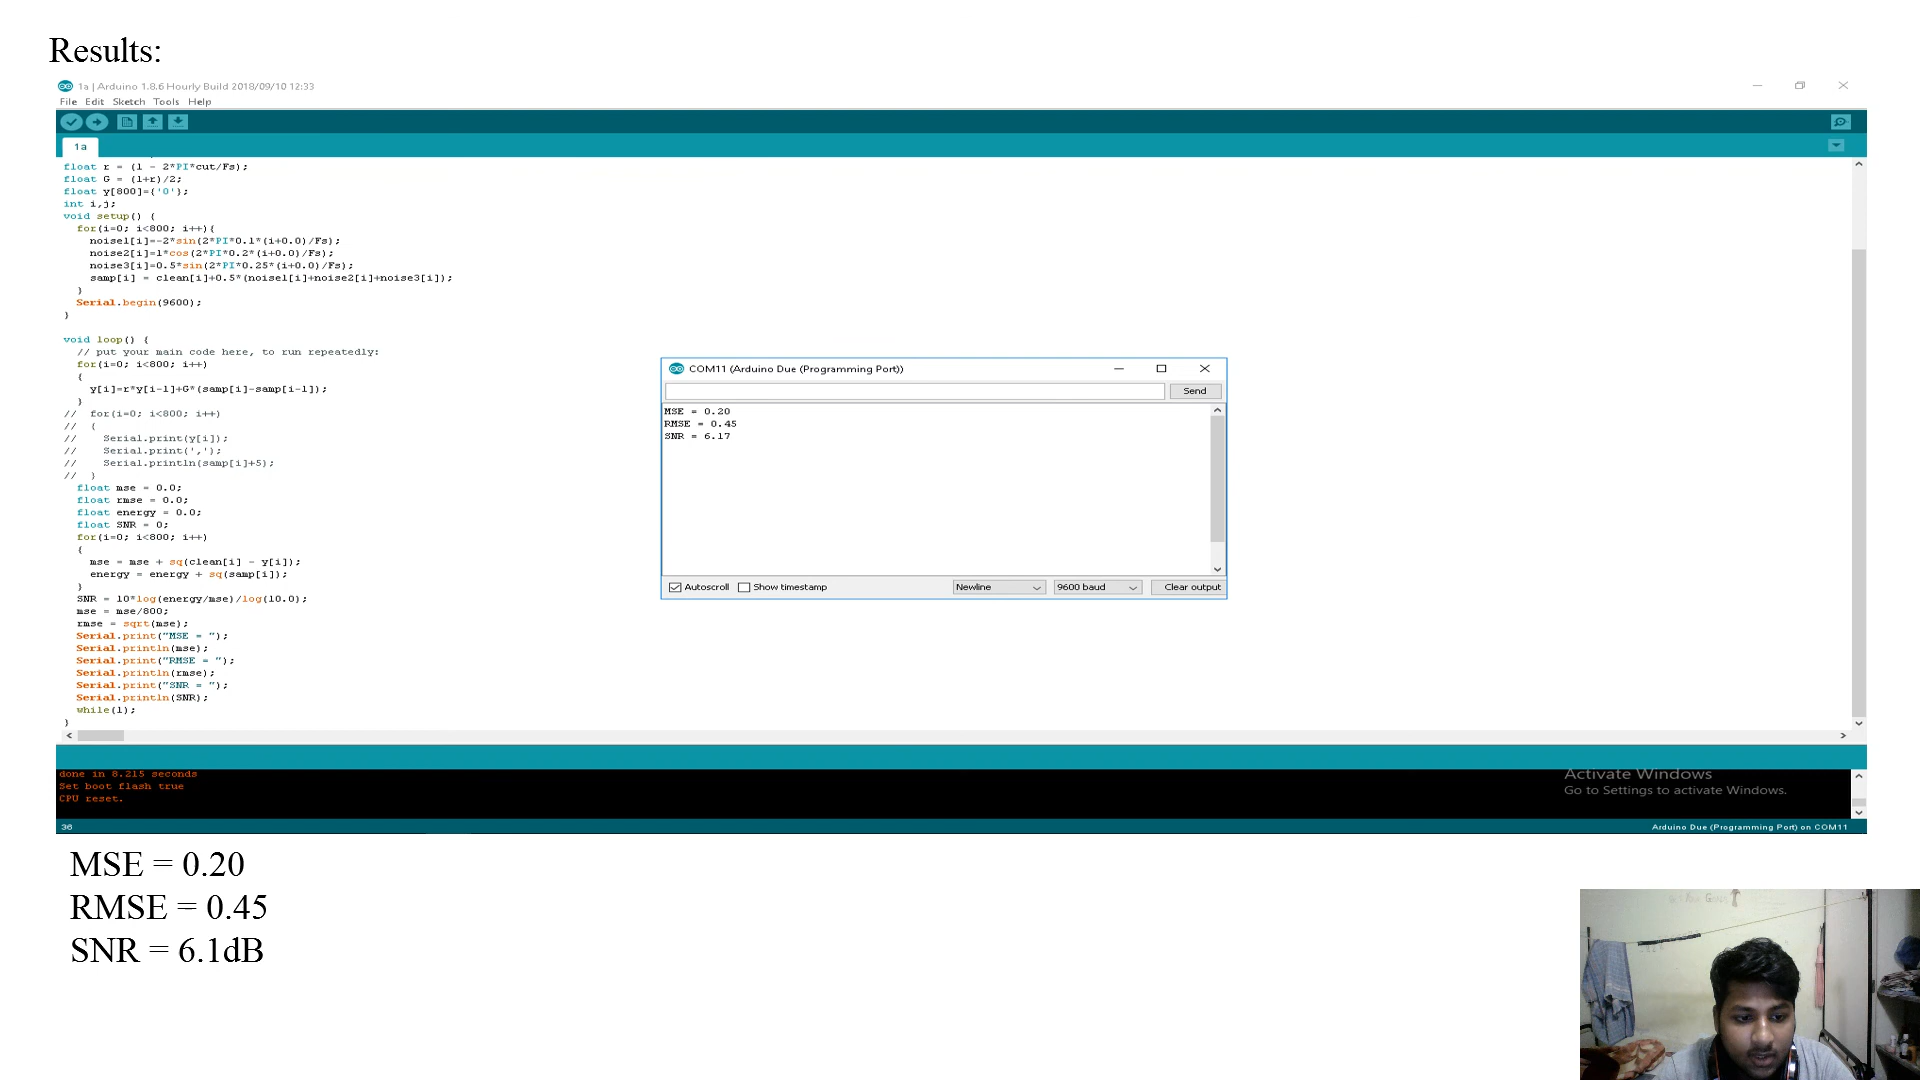 Results:
1a | Arduino 1.8.6 Hourly Build 2018/09/10 12:33
File Edit Sketch Tools Help
1a
float r = (1 - 2*PI*cut/Fs);
float G = (1+r)/2;
float y[800]={'0'};
int i,j;
void setup() {
for(i=0; i<800; i++){
noise1[i]=-2*sin(2*PI*0.1*(i+0.0)/Fs);
noise2[i]=1*cos(2*PI*0.2*(i+0.0)/Fs);
noise3[i]=0.5*sin(2*PI*0.25*(i+0.0)/Fs);
samp[i] = clean[i]+0.5*(noise1[i]+noise2[i]+noise3[i]);
}
Serial.begin(9600);
}
void loop() {
// put your main code here, to run repeatedly:
for(i=0; i<800; i++)
{
y[i]=r*y[i-1]+G*(samp[i]-samp[i-1]);
}
// for(i=0; i<800; i++)
// {
// Serial.print(y[i]);
// Serial.print(',');
// Serial.println(samp[i]+5);
// }
float mse = 0.0;
float rmse = 0.0;
float energy = 0.0;
float SNR = 0;
for(i=0; i<800; i++)
{
mse = mse + sq(clean[i] - y[i]);
energy = energy + sq(samp[i]);
}
SNR = 10*log(energy/mse)/log(10.0);
mse = mse/800;
rmse = sqrt(mse);
Serial.print("MSE = ");
Serial.println(mse);
Serial.print("RMSE = ");
Serial.println(rmse);
Serial.print("SNR = ");
Serial.println(SNR);
while(1);
}
COM11 (Arduino Due (Programming Port))
Send
MSE = 0.20
RMSE = 0.45
SNR = 6.17
Autoscroll Show timestamp Newline 9600 baud Clear output
done in 8.215 seconds
Set boot flash true
CPU reset.
Activate Windows
Go to Settings to activate Windows.
36 Arduino Due (Programming Port) on COM11
MSE = 0.20
RMSE = 0.45
SNR = 6.1dB